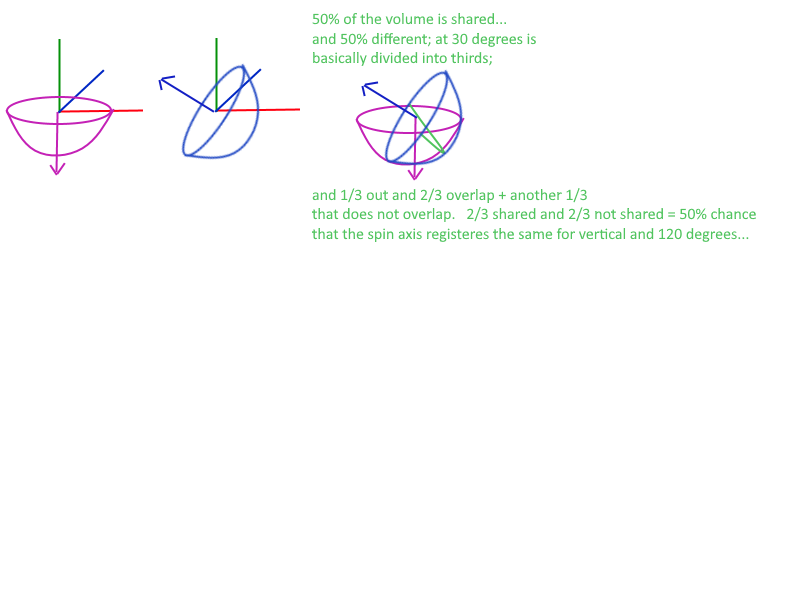 50% of the volume is shared...
and 50% different; at 30 degrees is
basically divided into thirds;
and 1/3 out and 2/3 overlap + another 1/3
that does not overlap.   2/3 shared and 2/3 not shared = 50% chance
that the spin axis registeres the same for vertical and 120 degrees...